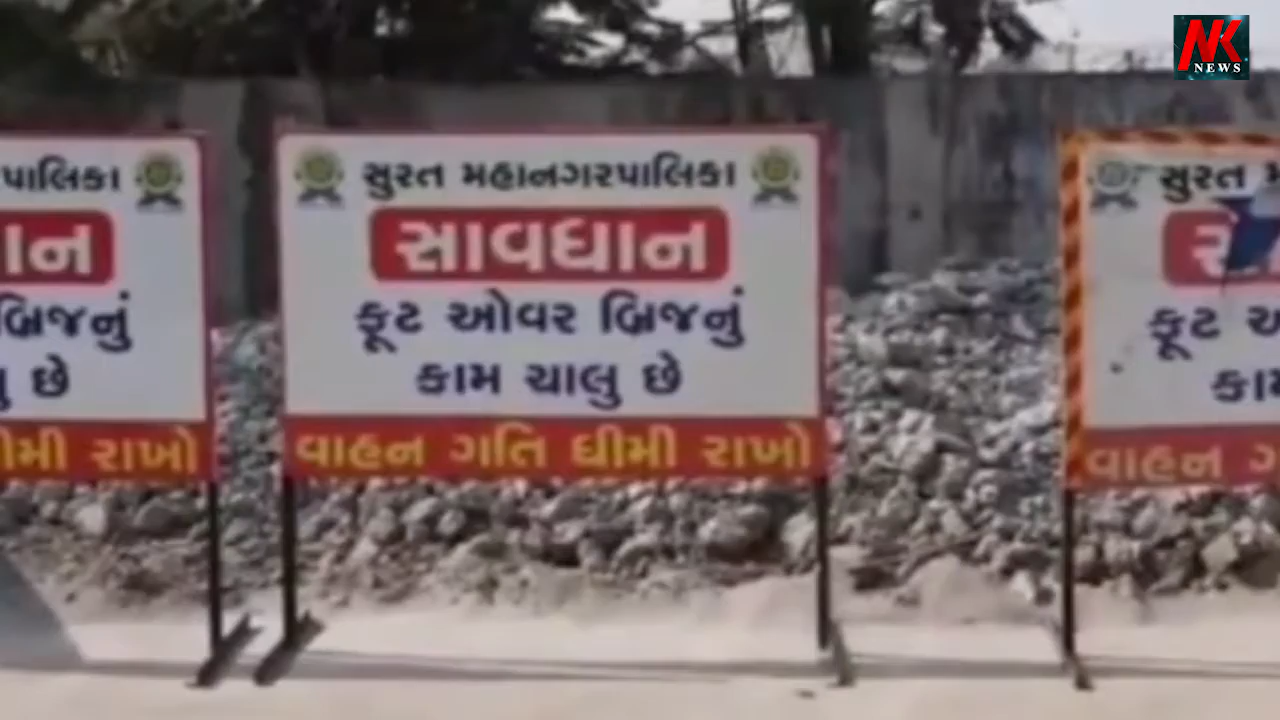 NK
NEWS
પાલિકા
ાન
બ્રિજનું
લુ છે
ધીમી રાખો
સુરત મહાનગરપાલિકા
સાવધાન
ફૂટ ઓવર બ્રિજનું
કામ ચાલુ છે
વાહન ગતિ ધીમી રાખો
સુરત મ
સા
ફૂટ ઓ
કામ
વાહન ગ